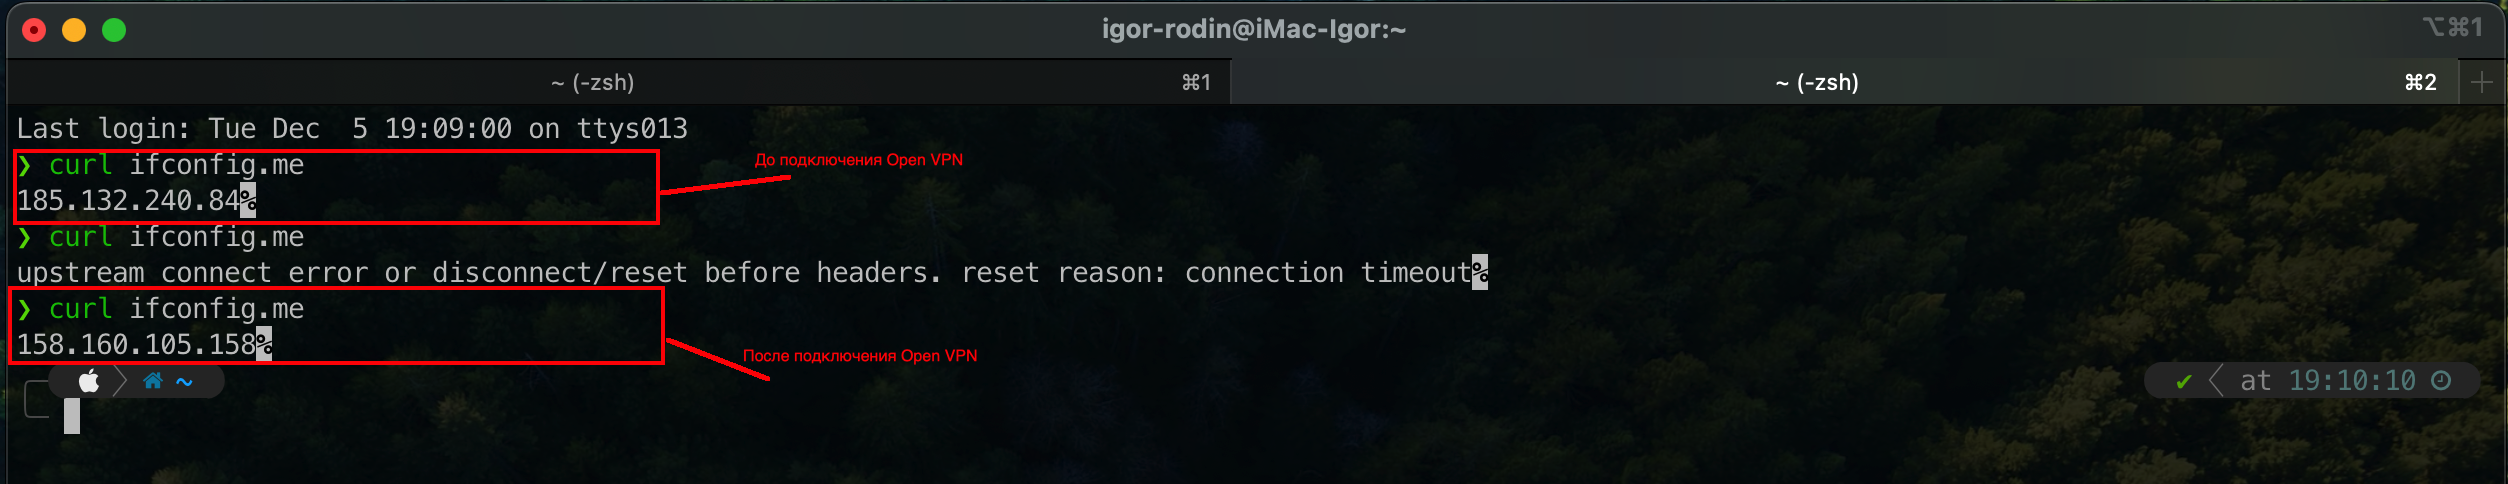 igor-rodin@iMac-Igor:~
⌥⌘1
~ (-zsh) ⌘1 ~ (-zsh) ⌘2
Last login: Tue Dec  5 19:09:00 on ttys013
❯ curl ifconfig.me
До подключения Open VPN
185.132.240.84%
❯ curl ifconfig.me
upstream connect error or disconnect/reset before headers. reset reason: connection timeout%
❯ curl ifconfig.me
158.160.105.158%
После подключения Open VPN
~
✔ at 19:10:10